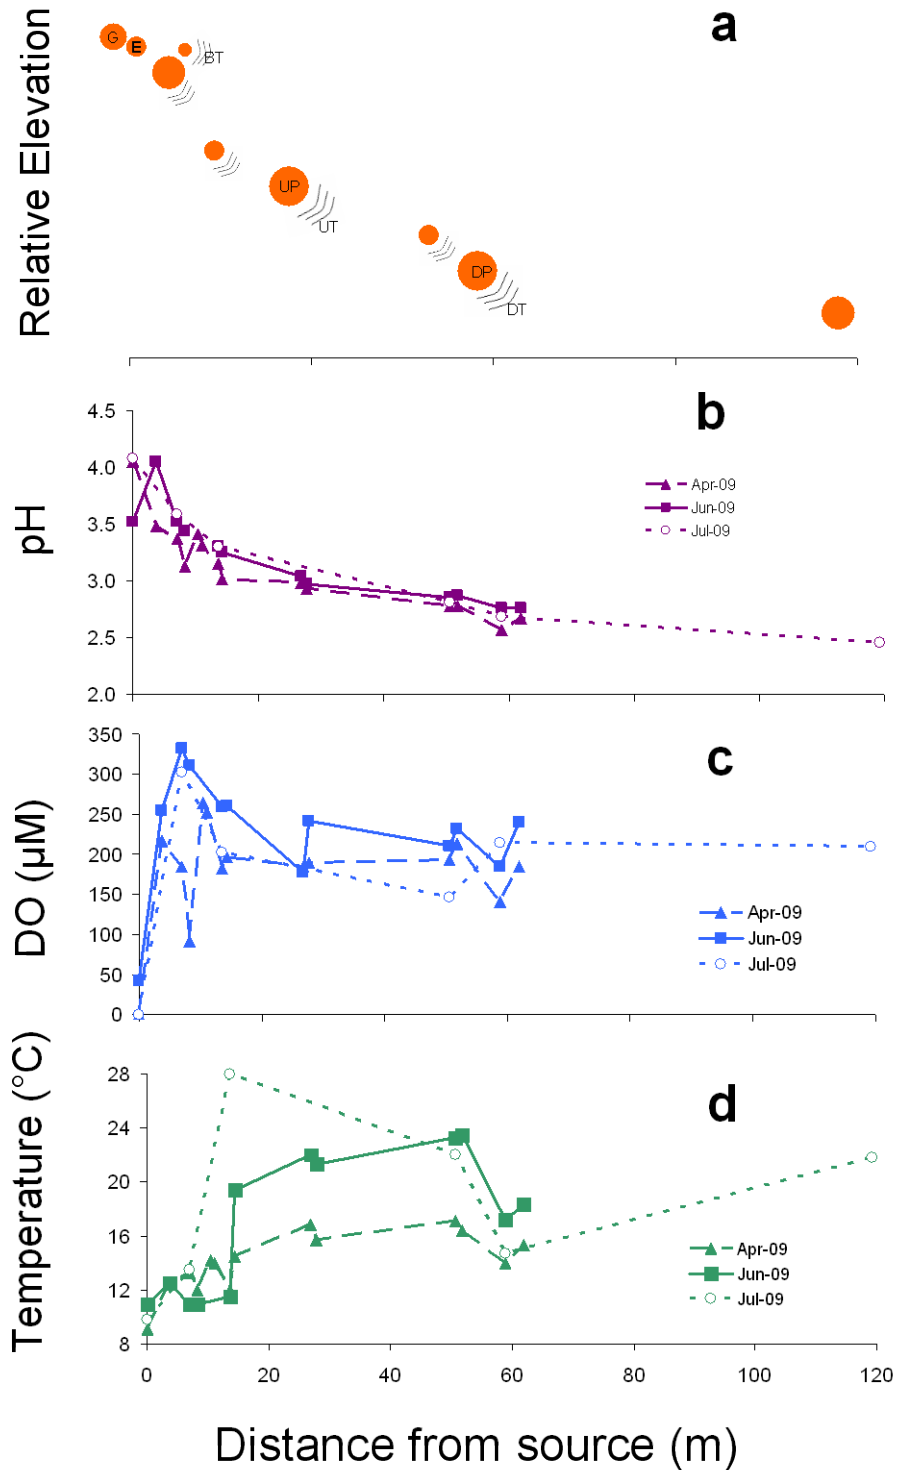 Relative Elevation
a
G
E
BT
UP
UT
DP
DT
pH
b
4.5
4.0
3.5
3.0
2.5
2.0
Apr-09
Jun-09
Jul-09
DO (µM)
c
350
300
250
200
150
100
50
0
Apr-09
Jun-09
Jul-09
Temperature (°C)
d
28
24
20
16
12
8
Apr-09
Jun-09
Jul-09
0 20 40 60 80 100 120
Distance from source (m)